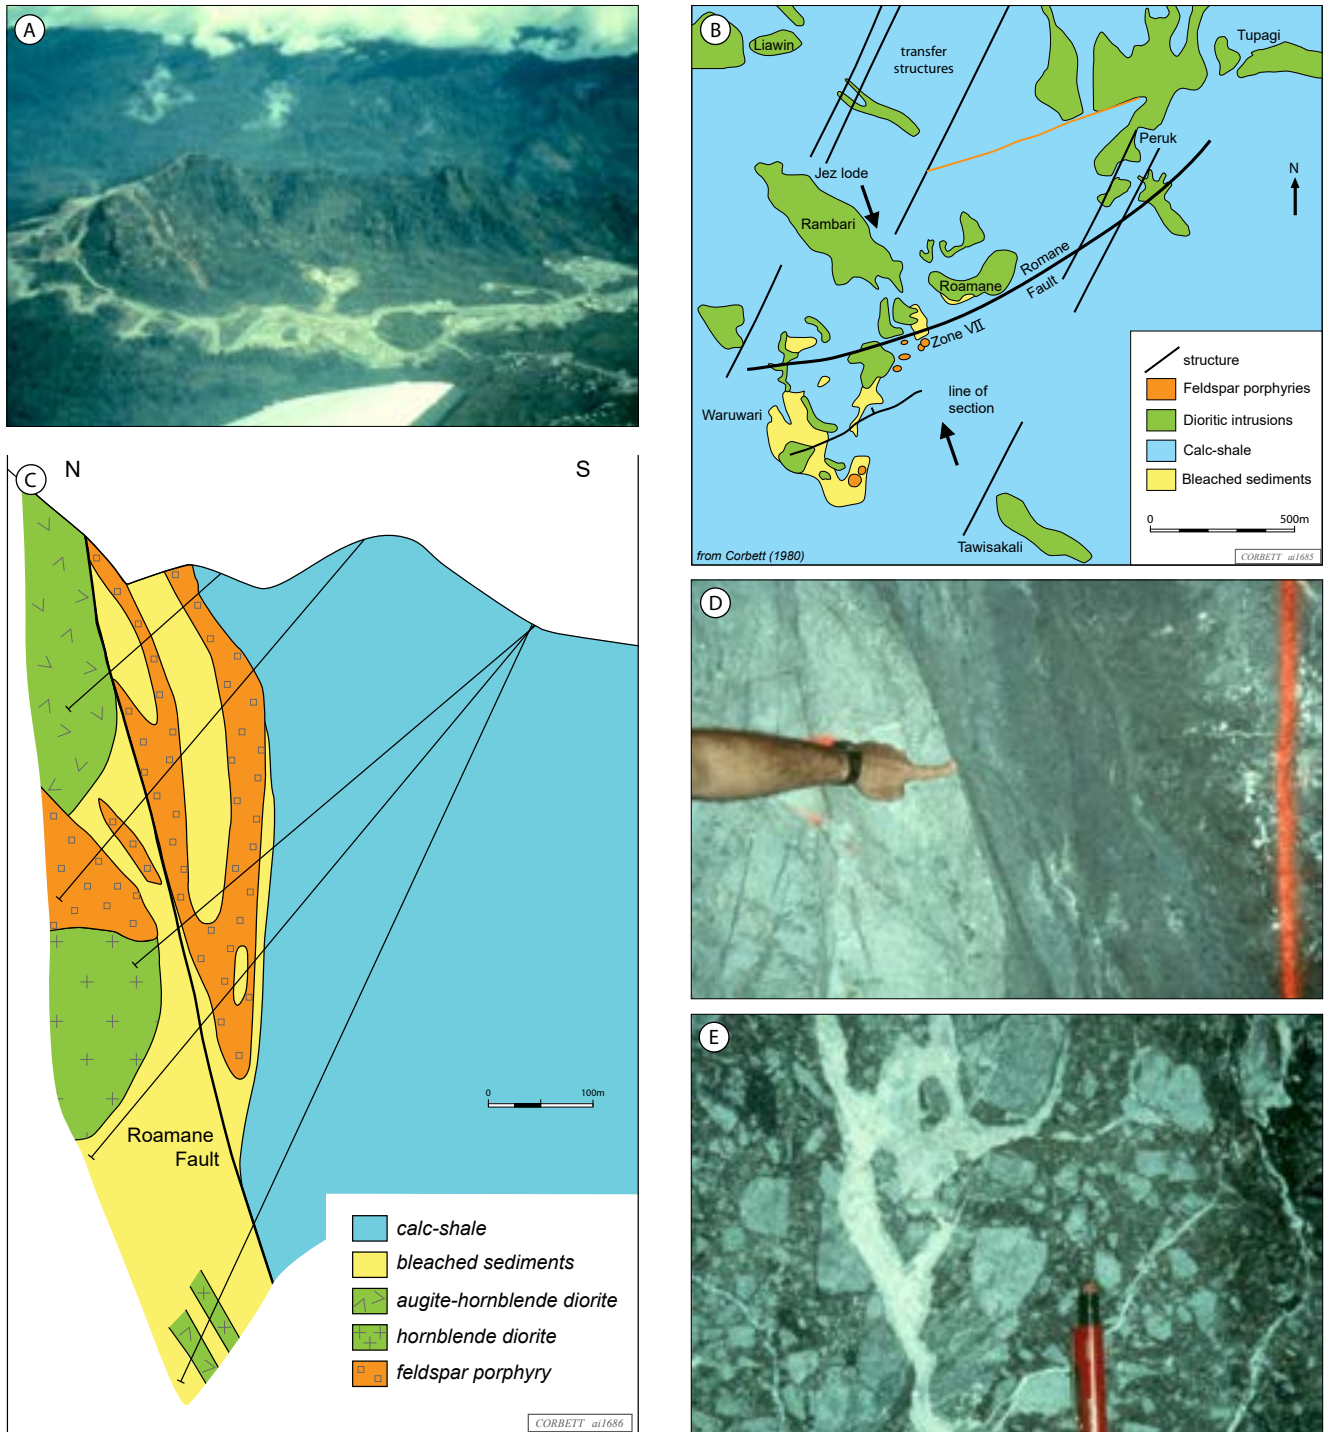 A
B
Liawin
Tupagi
transfer
structures
Peruk
Jez lode
N
Rambari
Romane
Fault
Roamane
Zone VII
structure
Feldspar porphyries
line of
section
Waruwari
Dioritic intrusions
Calc-shale
Bleached sediments
0 500m
Tawisakali
from Corbett (1980)
CORBETT ai1685
C
N S
0 100m
Roamane
Fault
calc-shale
bleached sediments
augite-hornblende diorite
hornblende diorite
feldspar porphyry
CORBETT ai1686
D
E